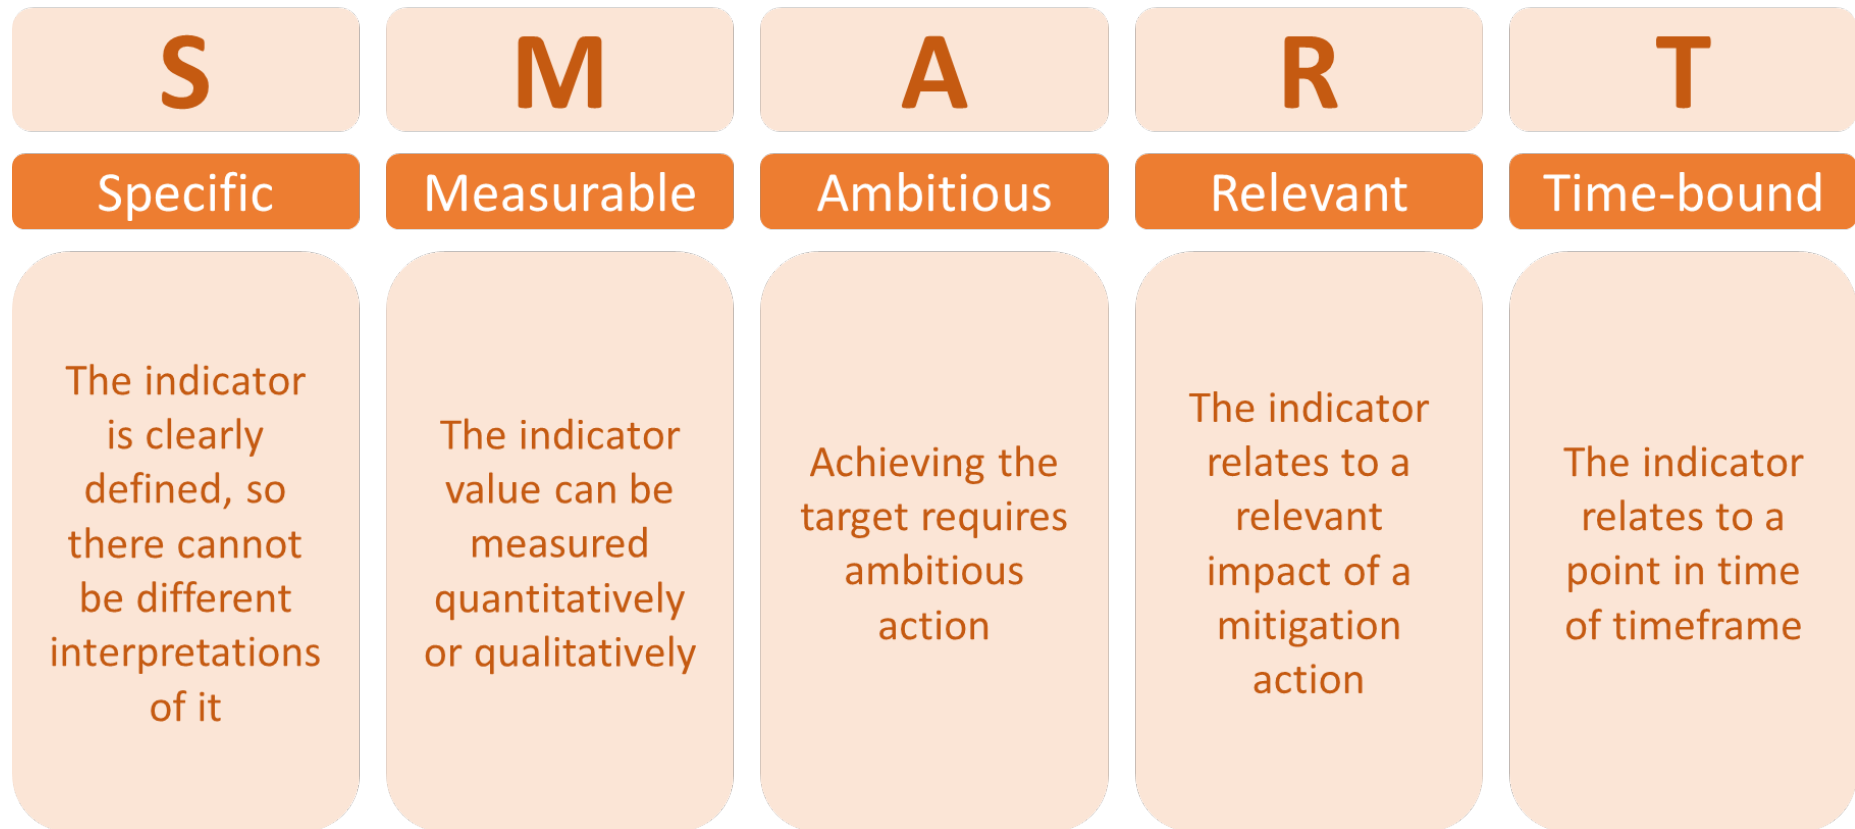 S
M
A
R
T
Specific
Measurable
Ambitious
Relevant
Time-bound
The indicator
is clearly
defined, so
there cannot
be different
interpretations
of it
The indicator
value can be
measured
quantitatively
or qualitatively
Achieving the
target requires
ambitious
action
The indicator
relates to a
relevant
impact of a
mitigation
action
The indicator
relates to a
point in time
of timeframe